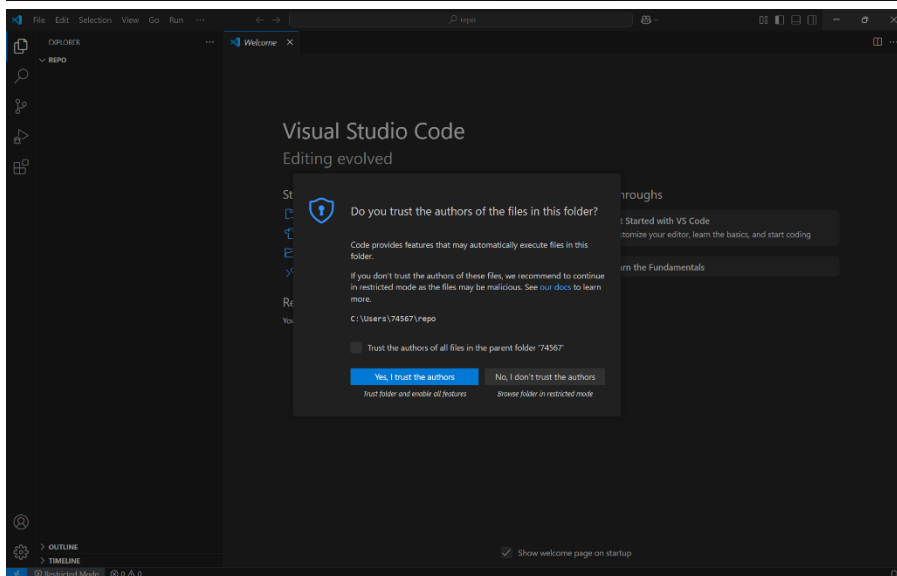 File Edit Selection View Go Run ···
repo
EXPLORER ···
Welcome
REPO
Visual Studio Code
Editing evolved
St
roughs
Started with VS Code
tomize your editor, learn the basics, and start coding
rn the Fundamentals
Re
You
Do you trust the authors of the files in this folder?
Code provides features that may automatically execute files in this
folder.
If you don't trust the authors of these files, we recommend to continue
in restricted mode as the files may be malicious. See our docs to learn
more.
C:\Users\74567\repo
Trust the authors of all files in the parent folder '74567'
Yes, I trust the authors
No, I don't trust the authors
Trust folder and enable all features
Browse folder in restricted mode
OUTLINE
TIMELINE
Show welcome page on startup
Restricted Mode 0 0